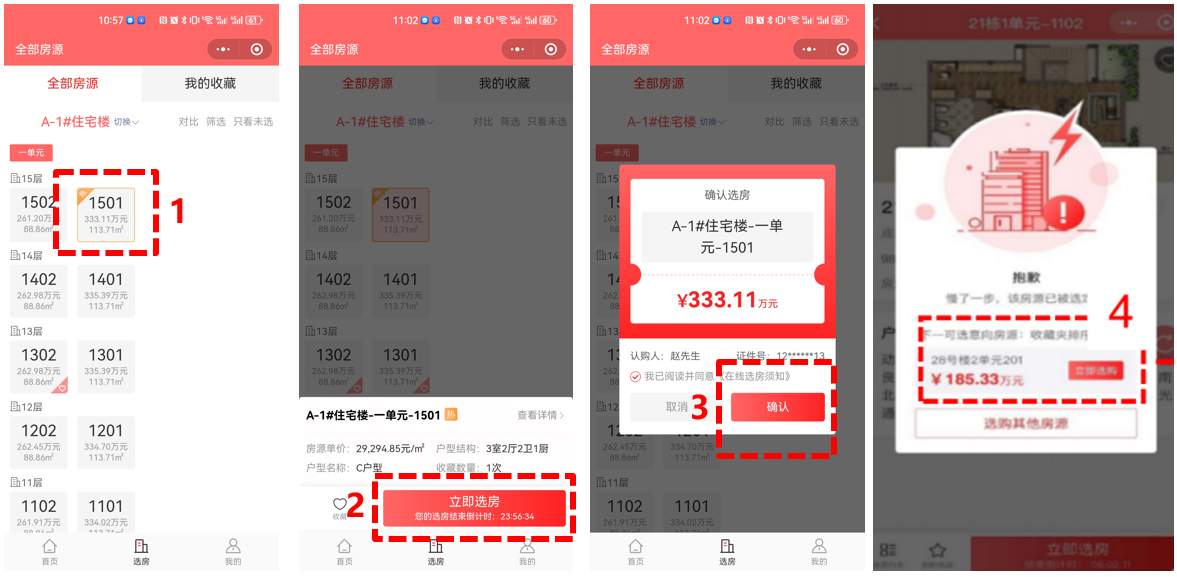 10:57
61
全部房源
全部房源
我的收藏
A-1#住宅楼 切换
对比 筛选 只看未选
一单元
15层
1502
261.20万元
88.86㎡
热
1501
333.11万元
113.71㎡
1
14层
1402
262.98万元
88.86㎡
1401
335.39万元
113.71㎡
13层
1302
262.98万元
88.86㎡
1301
335.39万元
113.71㎡
12层
1202
262.45万元
88.86㎡
1201
334.70万元
113.71㎡
11层
1102
261.91万元
1101
334.02万元
首页
选房
我的
11:02
60
全部房源
全部房源
我的收藏
A-1#住宅楼 切换
对比 筛选 只看未选
一单元
15层
1502
261.20万元
88.86㎡
1501
333.11万元
113.71㎡
14层
1402
262.98万元
88.86㎡
1401
335.39万元
113.71㎡
13层
1302
262.98万元
88.86㎡
1301
335.39万元
113.71㎡
A-1#住宅楼-一单元-1501 热
查看详情
房源单价: 29,294.85元/㎡
户型结构: 3室2厅2卫1厨
户型名称: C户型
收藏数量: 1次
收藏
2
立即选房
您的选房结束倒计时: 23:56:34
首页
选房
我的
11:02
60
全部房源
全部房源
我的收藏
A-1#住宅楼 切换
对比 筛选 只看未选
一单元
确认选房
A-1#住宅楼-一单
元-1501
¥333.11万元
认购人: 赵先生
证件号: 12******13
我已阅读并同意《在线选房须知》
取消
3
确认
262.45万元
88.86㎡
334.70万元
113.71㎡
11层
1102
261.91万元
1101
334.02万元
首页
选房
我的
21栋1单元-1102
抱歉
慢了一步, 该房源已被选
4
下一可选意向房源: 收藏夹排
28号楼2单元201
¥185.33万元
立即选购
选购其他房源
立即选房